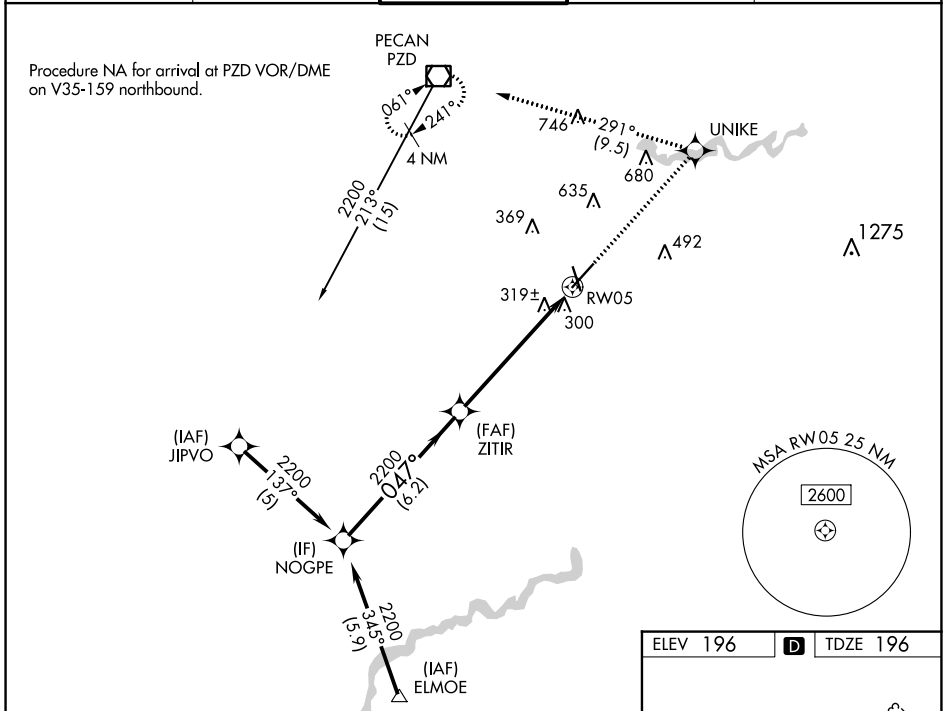 PECAN
PZD
Procedure NA for arrival at PZD VOR/DME
on V35-159 northbound.
061°
241°
4 NM
2200
213°
(15)
746
291°
(9.5)
UNIKE
680
635
369
492
1275
319±
RW05
300
(IAF)
JIPVO
2200
137°
(5)
2200
047°
(6.2)
(FAF)
ZITIR
(IF)
NOGPE
2200
345°
(5.9)
(IAF)
ELMOE
MSA RW05 25 NM
2600
ELEV 196 D TDZE 196